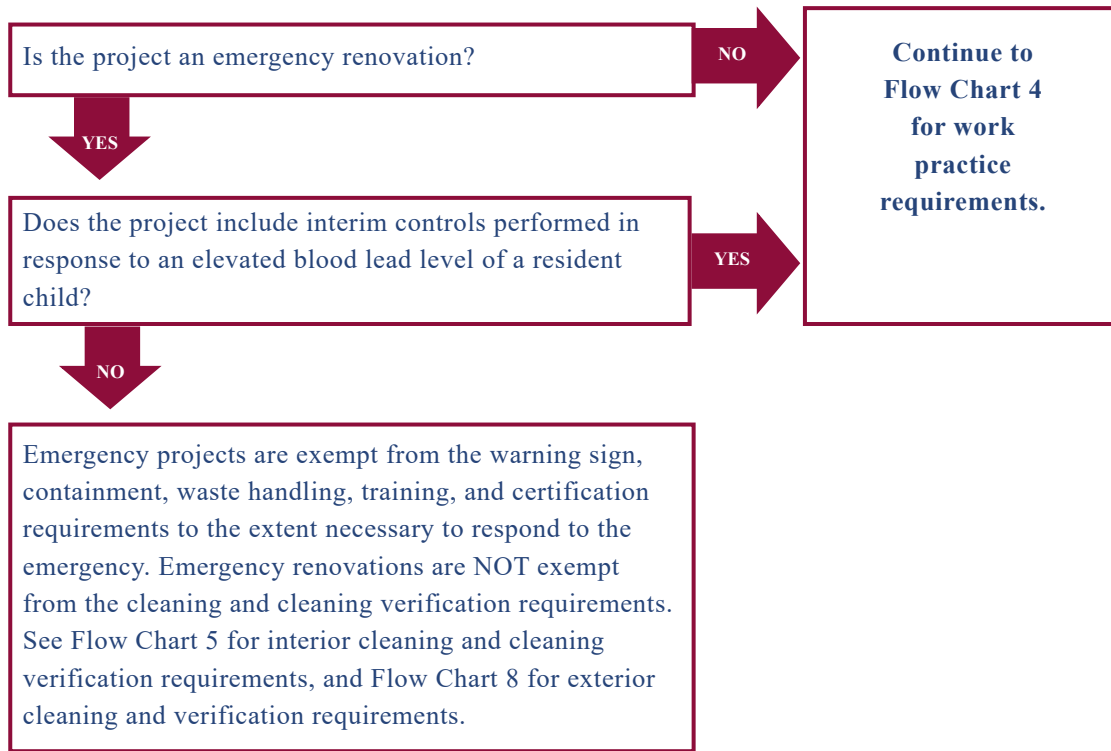 Is the project an emergency renovation?
NO
Continue to
Flow Chart 4
for work
practice
requirements.
YES
Does the project include interim controls performed in
response to an elevated blood lead level of a resident
child?
YES
NO
Emergency projects are exempt from the warning sign,
containment, waste handling, training, and certification
requirements to the extent necessary to respond to the
emergency. Emergency renovations are NOT exempt
from the cleaning and cleaning verification requirements.
See Flow Chart 5 for interior cleaning and cleaning
verification requirements, and Flow Chart 8 for exterior
cleaning and verification requirements.